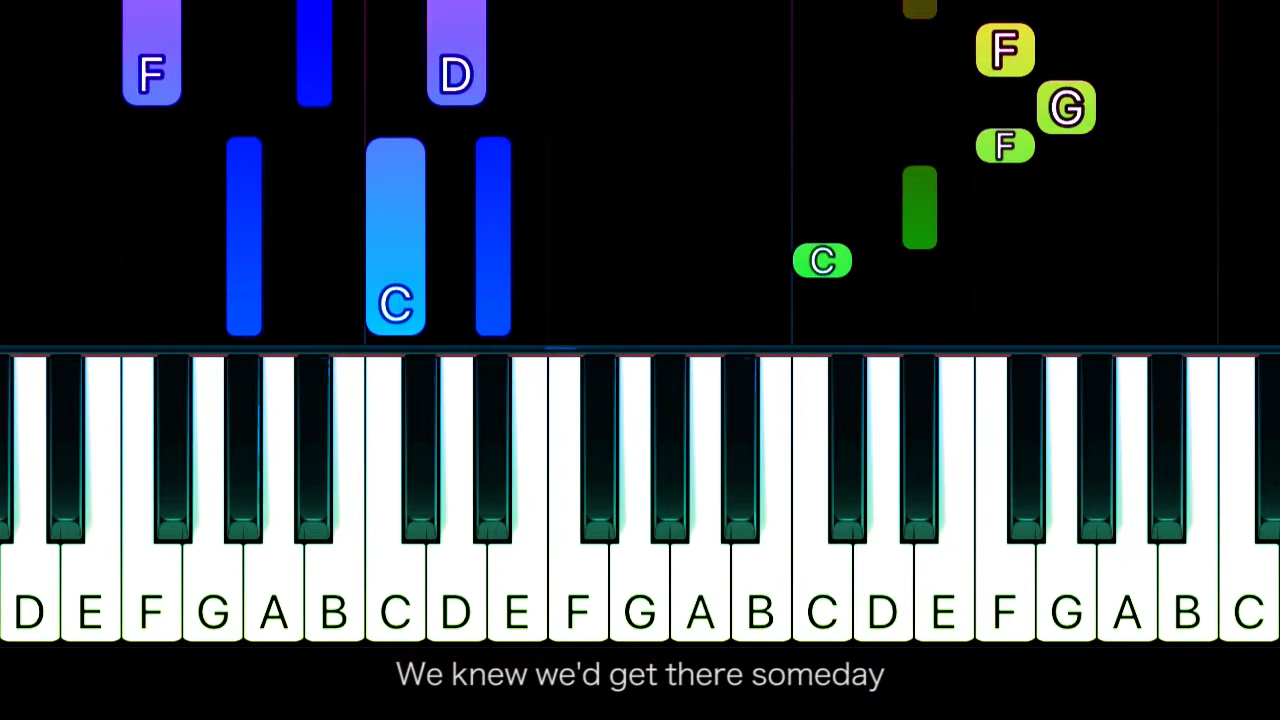 F D F
G
F
C C
D E F G A B C D E F G A B C D E F G A B C
We knew we'd get there someday